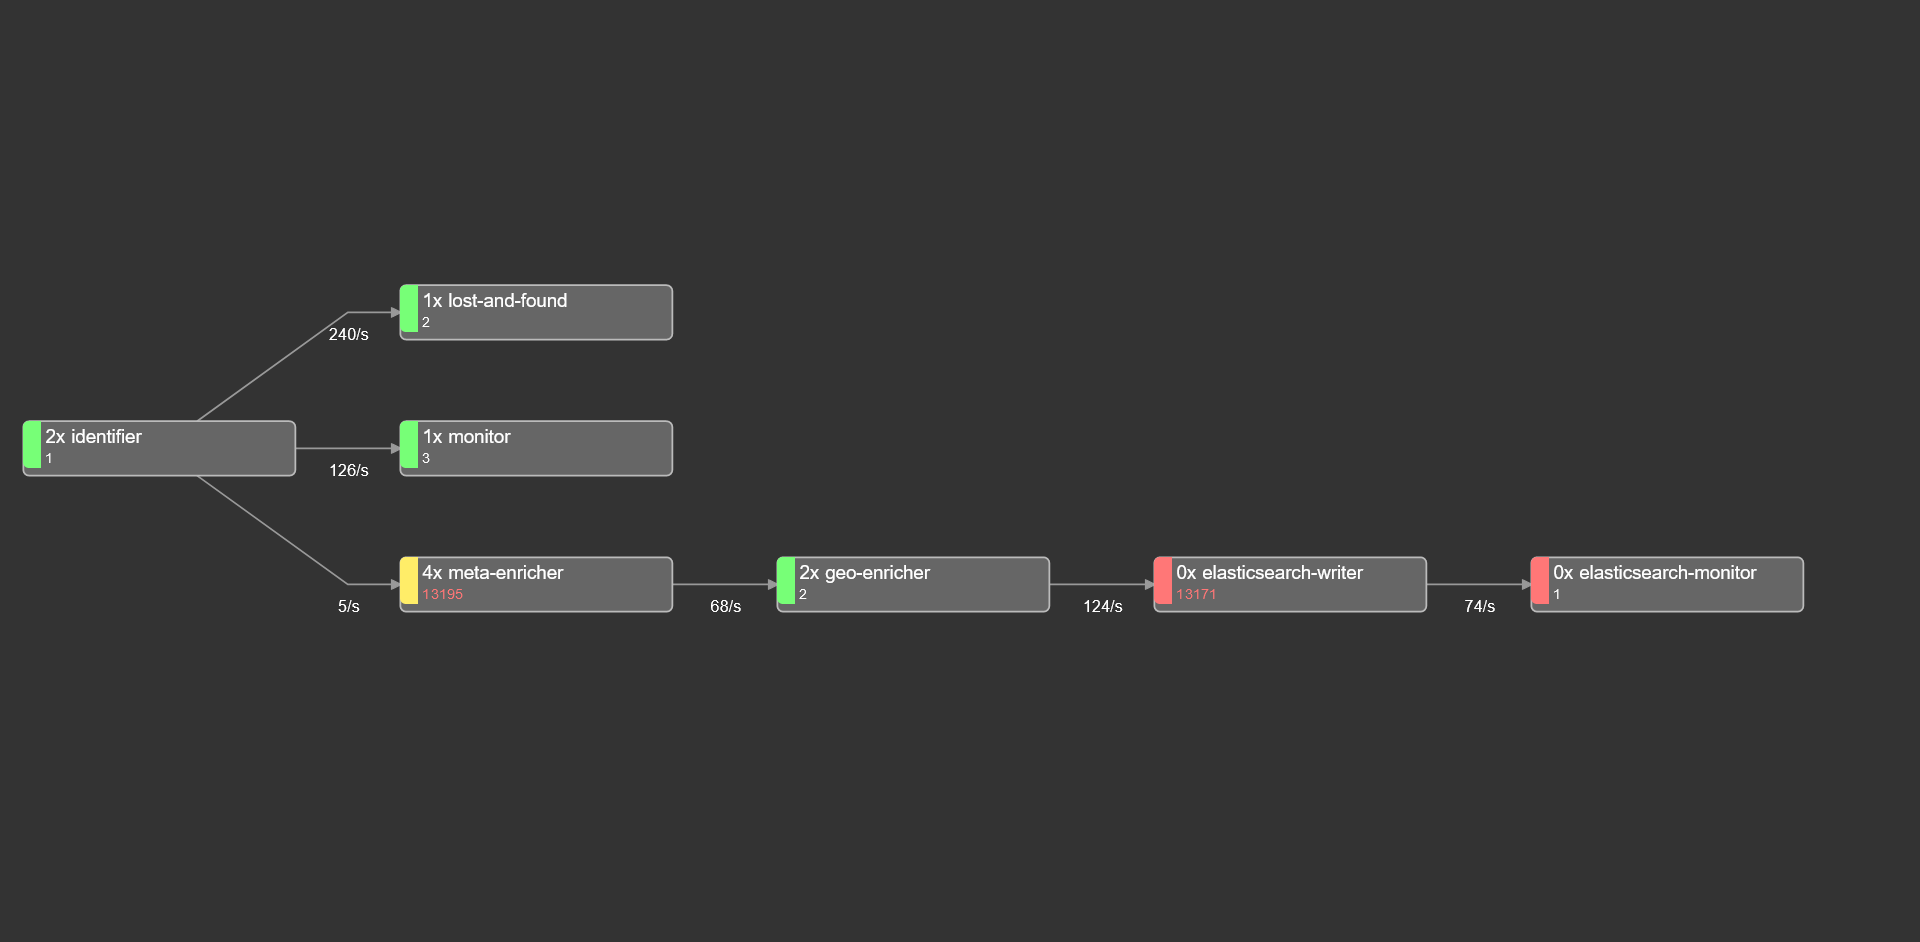 1x lost-and-found
2
240/s
2x identifier
1
126/s
1x monitor
3
5/s
4x meta-enricher
13195
68/s
2x geo-enricher
2
124/s
0x elasticsearch-writer
13171
74/s
0x elasticsearch-monitor
1